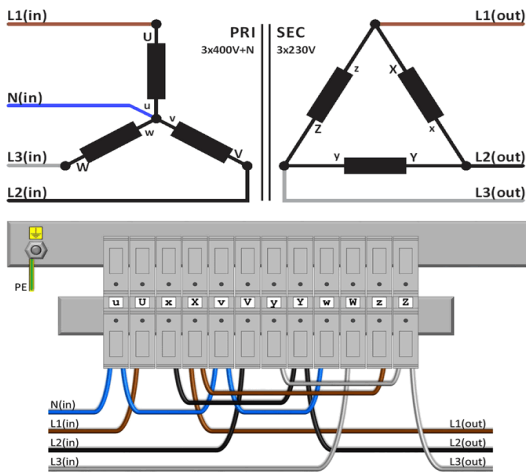 L1(in)
U
PRI
3x400V+N
SEC
3x230V
L1(out)
z
X
N(in)
u
v
w
Z
x
L3(in)
W
V
y
Y
L2(out)
L2(in)
L3(out)
PE
u U x X v V y Y w W z Z
N(in)
L1(in)
L1(out)
L2(in)
L2(out)
L3(in)
L3(out)